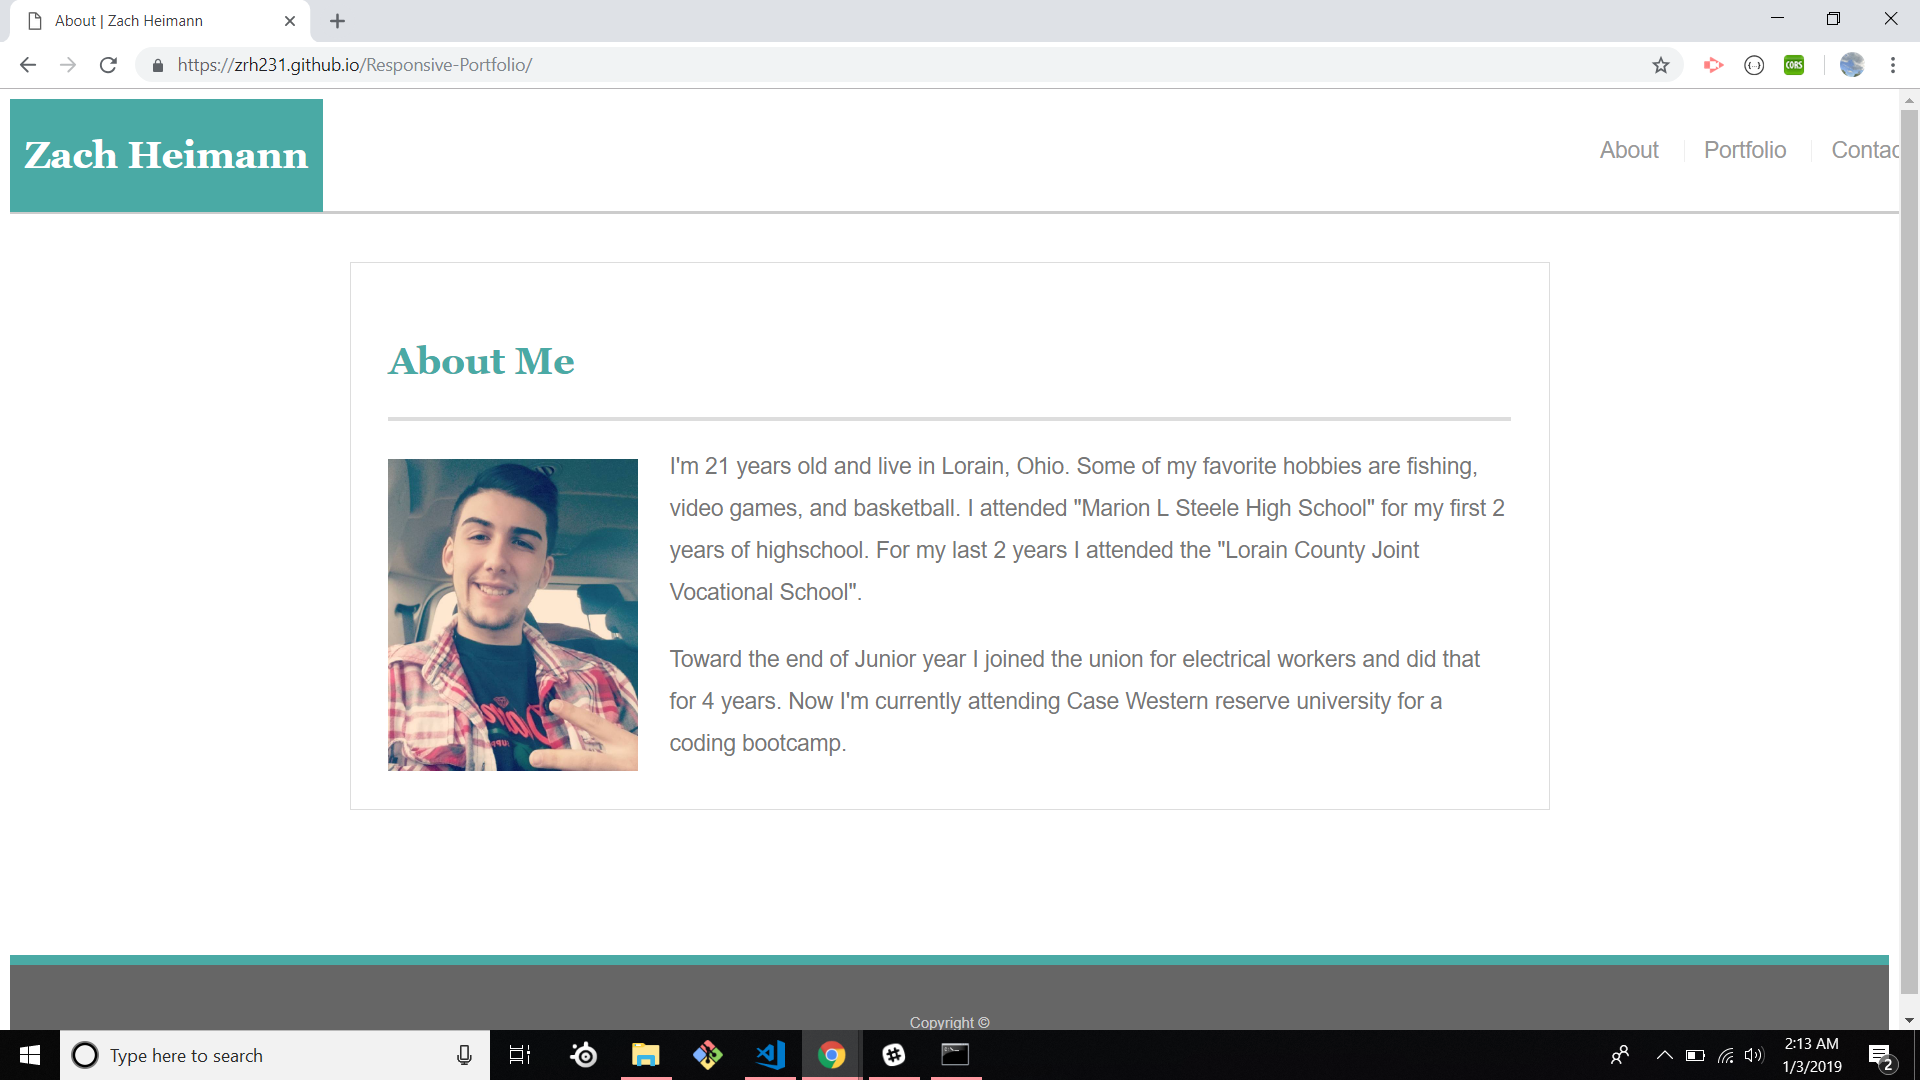 About | Zach Heimann
https://zrh231.github.io/Responsive-Portfolio/
{...}
CORS
Zach Heimann
About
Portfolio
Contac
About Me
I'm 21 years old and live in Lorain, Ohio. Some of my favorite hobbies are fishing,
video games, and basketball. I attended "Marion L Steele High School" for my first 2
years of highschool. For my last 2 years I attended the "Lorain County Joint
Vocational School".
Toward the end of Junior year I joined the union for electrical workers and did that
for 4 years. Now I'm currently attending Case Western reserve university for a
coding bootcamp.
Copyright ©
Type here to search
2:13 AM
1/3/2019
2